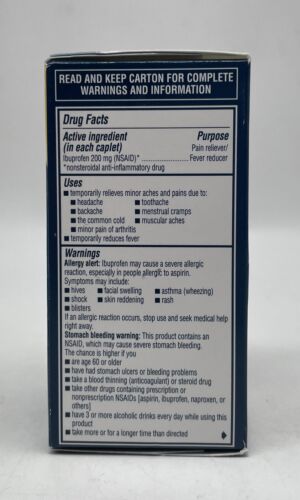 READ AND KEEP CARTON FOR COMPLETE
WARNINGS AND INFORMATION
Drug Facts
Active ingredient Purpose
(in each caplet) Pain reliever/
Ibuprofen 200 mg (NSAID)* ........................ Fever reducer
*nonsteroidal anti-inflammatory drug
Uses
■ temporarily relieves minor aches and pains due to:
■ headache ■ toothache
■ backache ■ menstrual cramps
■ the common cold ■ muscular aches
■ minor pain of arthritis
■ temporarily reduces fever
Warnings
Allergy alert: Ibuprofen may cause a severe allergic
reaction, especially in people allergic to aspirin.
Symptoms may include:
■ hives ■ facial swelling ■ asthma (wheezing)
■ shock ■ skin reddening ■ rash
■ blisters
If an allergic reaction occurs, stop use and seek medical help
right away.
Stomach bleeding warning: This product contains an
NSAID, which may cause severe stomach bleeding.
The chance is higher if you
■ are age 60 or older
■ have had stomach ulcers or bleeding problems
■ take a blood thinning (anticoagulant) or steroid drug
■ take other drugs containing prescription or
nonprescription NSAIDs [aspirin, ibuprofen, naproxen, or
others]
■ have 3 or more alcoholic drinks every day while using this
product
■ take more or for a longer time than directed